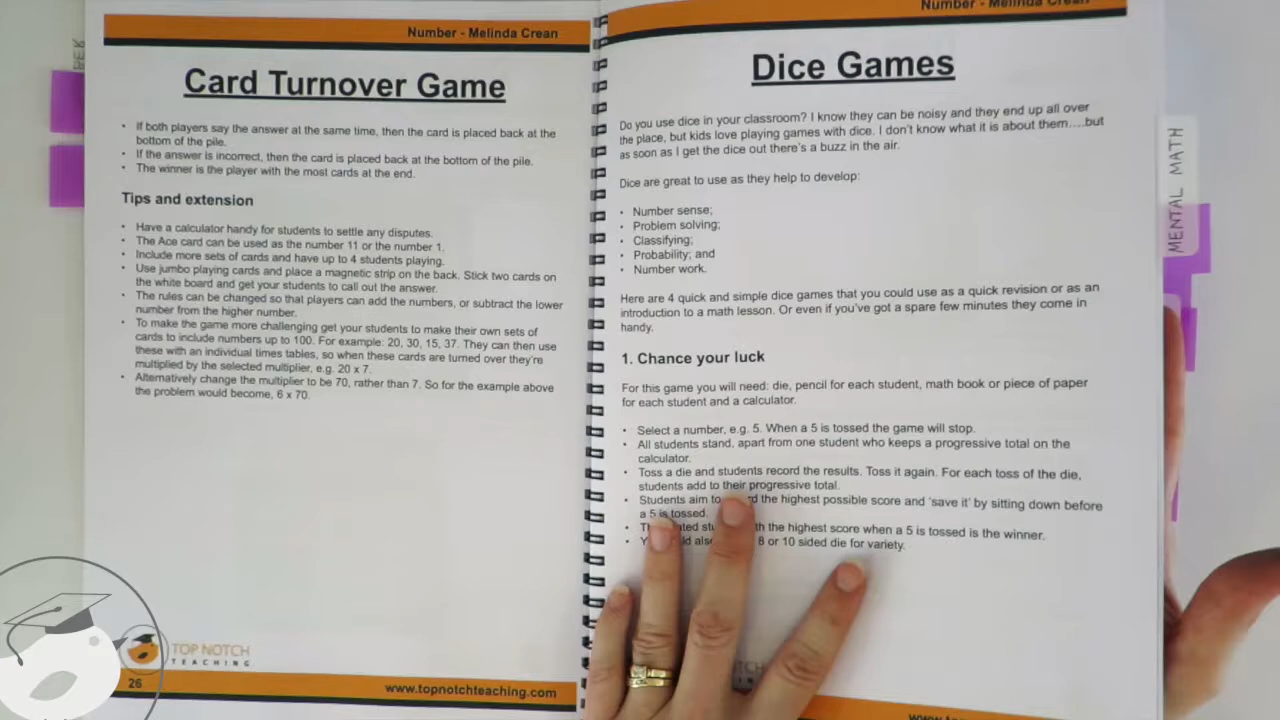 Number - Melinda Crean
Card Turnover Game
• If both players say the answer at the same time, then the card is placed back at the
bottom of the pile.
• If the answer is incorrect, then the card is placed back at the bottom of the pile.
• The winner is the player with the most cards at the end.
Tips and extension
• Have a calculator handy for students to settle any disputes.
• The Ace card can be used as the number 11 or the number 1.
• Include more sets of cards and have up to 4 students playing.
• Use jumbo playing cards and place a magnetic strip on the back. Stick two cards on
the white board and get your students to call out the answer.
• The rules can be changed so that players can add the numbers, or subtract the lower
number from the higher number.
• To make the game more challenging get your students to make their own sets of
cards to include numbers up to 100. For example: 20, 30, 15, 37. They can then use
these with an individual times tables, so when these cards are turned over they're
multiplied by the selected multiplier, e.g. 20 x 7.
• Alternatively change the multiplier to be 70, rather than 7. So for the example above
the problem would become, 6 x 70.
TOP NOTCH
TEACHING
26
www.topnotchteaching.com
Number - Melinda Crean
Dice Games
Do you use dice in your classroom? I know they can be noisy and they end up all over
the place, but kids love playing games with dice. I don't know what it is about them....but
as soon as I get the dice out there's a buzz in the air.
Dice are great to use as they help to develop:
• Number sense;
• Problem solving;
• Classifying;
• Probability; and
• Number work.
Here are 4 quick and simple dice games that you could use as a quick revision or as an
introduction to a math lesson. Or even if you've got a spare few minutes they come in
handy.
1. Chance your luck
For this game you will need: die, pencil for each student, math book or piece of paper
for each student and a calculator.
• Select a number, e.g. 5. When a 5 is tossed the game will stop.
• All students stand, apart from one student who keeps a progressive total on the
calculator.
• Toss a die and students record the results. Toss it again. For each toss of the die,
students add to their progressive total.
• Students aim to the highest possible score and 'save it' by sitting down before
a 5 is tossed.
• the highest score when a 5 is tossed is the winner.
• 8 or 10 sided die for variety.
MENTAL MATH